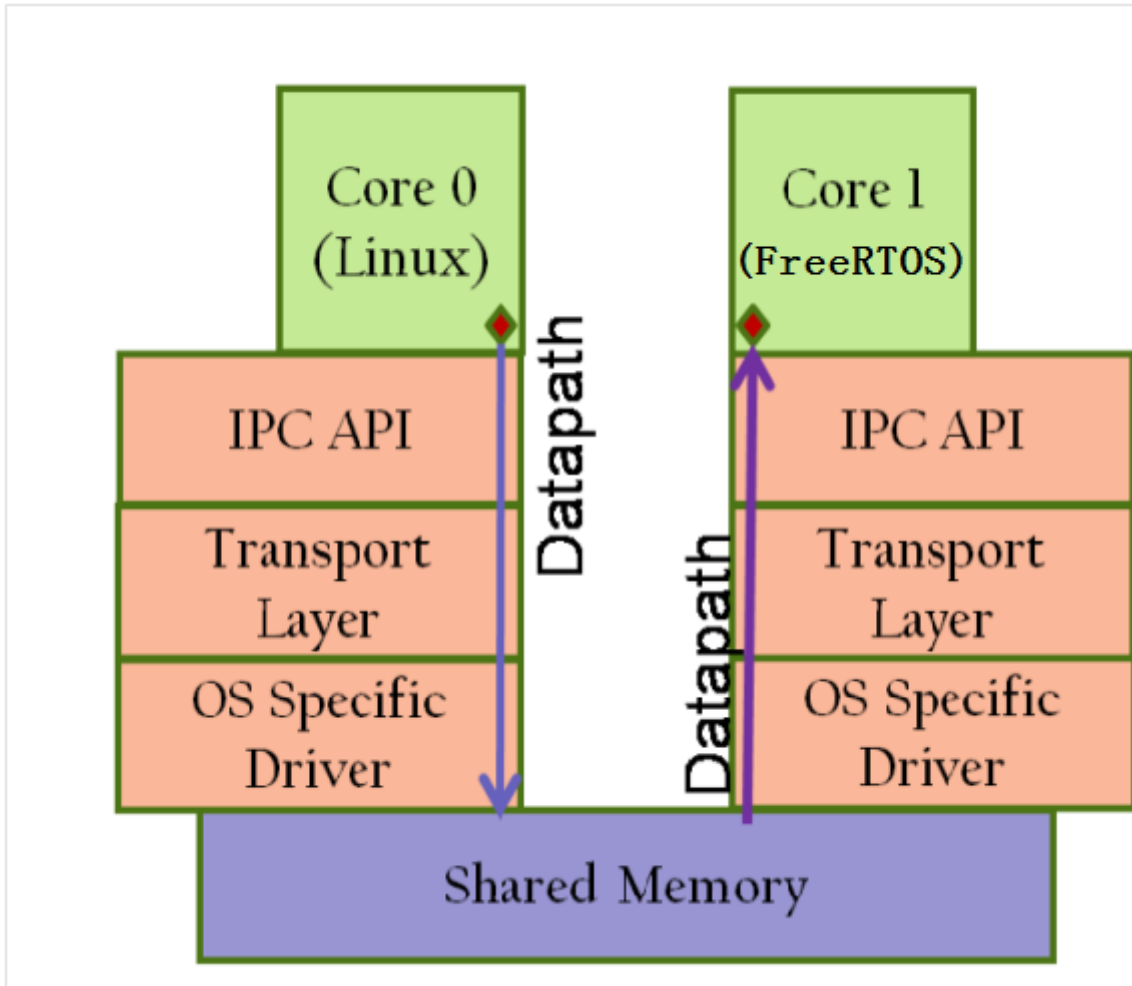 Core 0
(Linux)
Datapath
IPC API
Transport
Layer
OS Specific
Driver
Core 1
(FreeRTOS)
Datapath
IPC API
Transport
Layer
OS Specific
Driver
Shared Memory